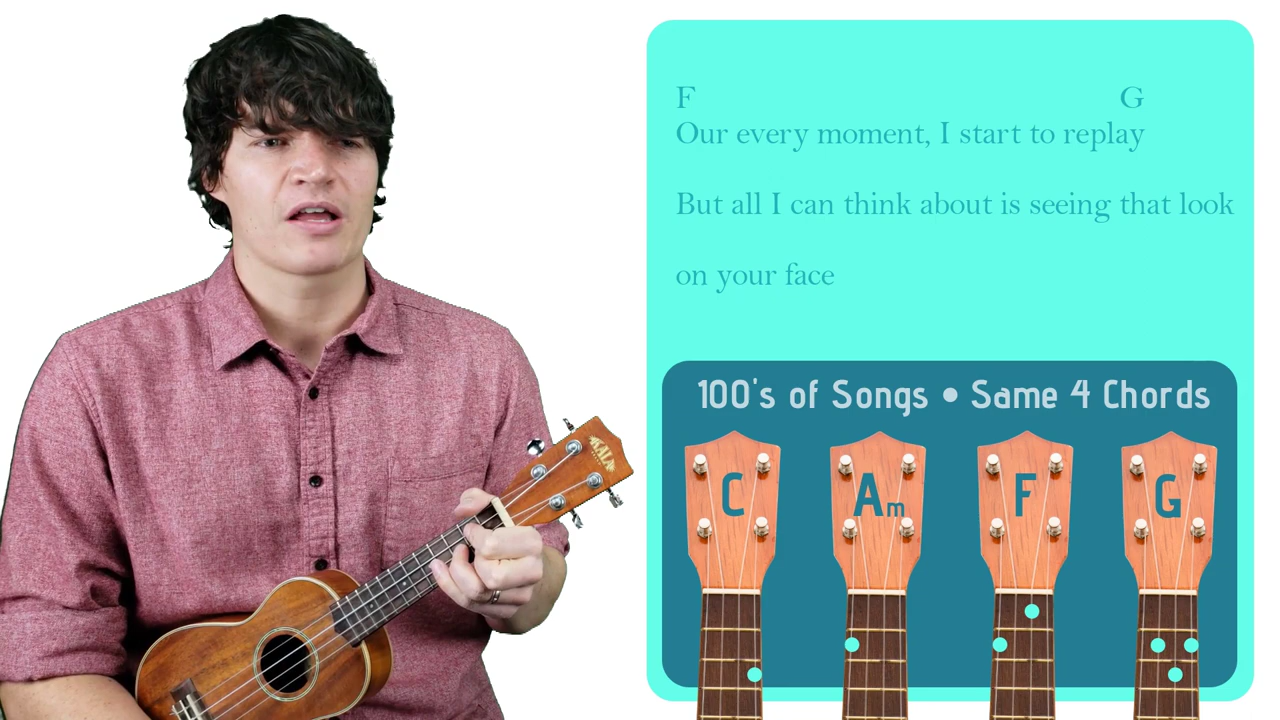 F G
Our every moment, I start to replay
But all I can think about is seeing that look
on your face
100's of Songs • Same 4 Chords
C Am F G
KALA